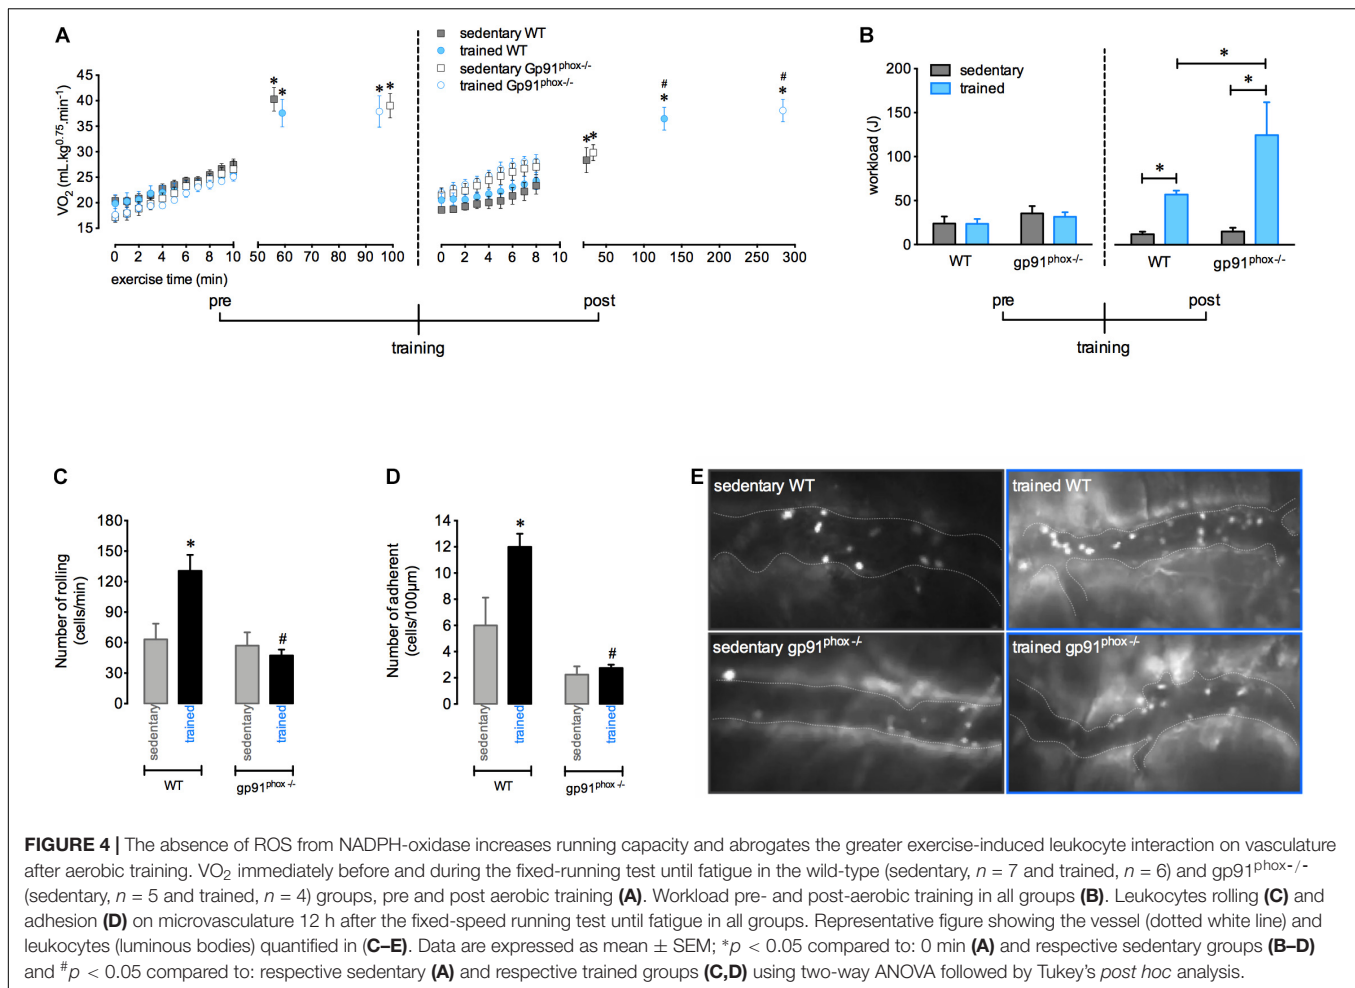 A
sedentary WT
trained WT
sedentary Gp91phox-/-
trained Gp91phox-/-
VO2 (mL.kg0.75.min-1)
45
40
35
30
25
20
15
* * * * * * # * # *
0 2 4 6 8 10 50 60 70 80 90 100
0 2 4 6 8 10 50 100 150 200 250 300
exercise time (min)
pre
post
training
B
sedentary
trained
workload (J)
200
150
100
50
0
* * *
WT gp91phox-/- WT gp91phox-/-
pre
post
training
C
Number of rolling
(cells/min)
180
150
120
90
60
30
0
* #
sedentary trained sedentary trained
WT gp91phox-/-
D
Number of adherent
(cells/100µm)
14
12
10
8
6
4
2
0
* #
sedentary trained sedentary trained
WT gp91phox-/-
E
sedentary WT
trained WT
sedentary gp91phox-/-
trained gp91phox-/-
FIGURE 4 | The absence of ROS from NADPH-oxidase increases running capacity and abrogates the greater exercise-induced leukocyte interaction on vasculature
after aerobic training. VO2 immediately before and during the fixed-running test until fatigue in the wild-type (sedentary, n = 7 and trained, n = 6) and gp91phox-/-
(sedentary, n = 5 and trained, n = 4) groups, pre and post aerobic training (A). Workload pre- and post-aerobic training in all groups (B). Leukocytes rolling (C) and
adhesion (D) on microvasculature 12 h after the fixed-speed running test until fatigue in all groups. Representative figure showing the vessel (dotted white line) and
leukocytes (luminous bodies) quantified in (C–E). Data are expressed as mean ± SEM; *p < 0.05 compared to: 0 min (A) and respective sedentary groups (B–D)
and #p < 0.05 compared to: respective sedentary (A) and respective trained groups (C,D) using two-way ANOVA followed by Tukey's post hoc analysis.